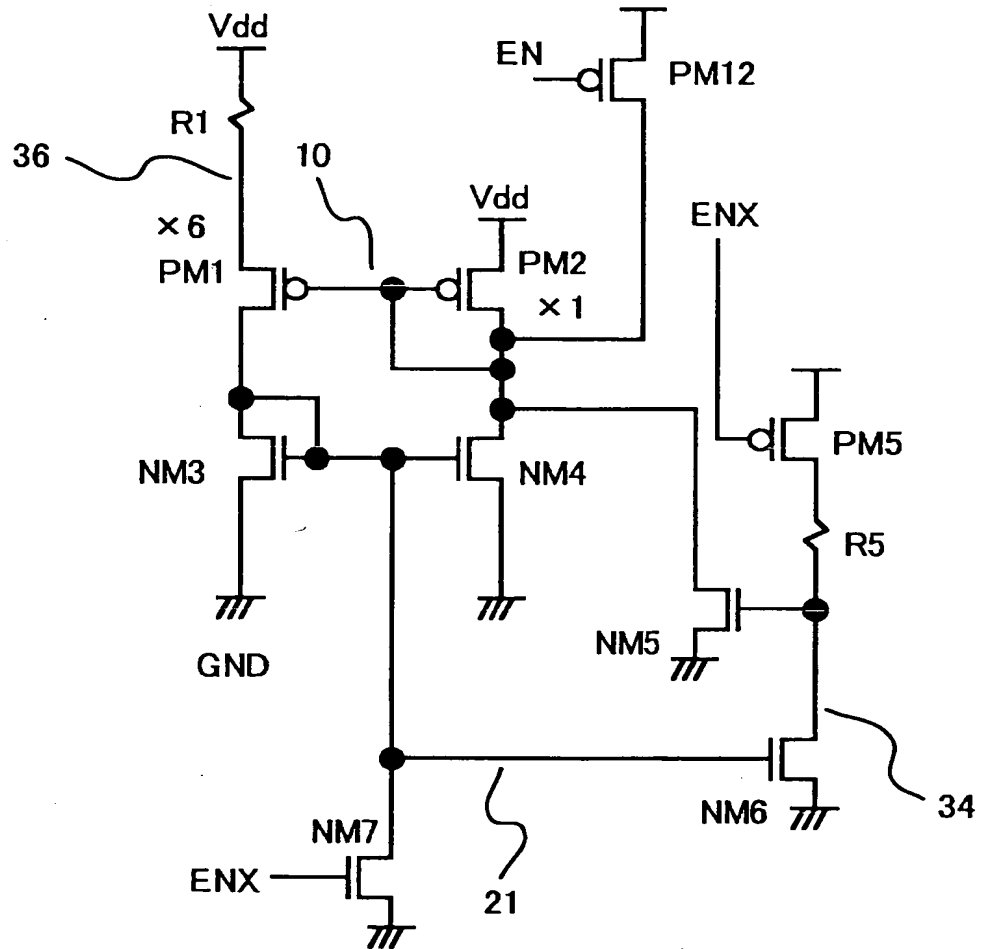 Vdd
EN
PM12
R1
36
10
Vdd
ENX
×6
PM1
PM2
×1
PM5
NM3
NM4
R5
NM5
GND
NM6
34
NM7
ENX
21